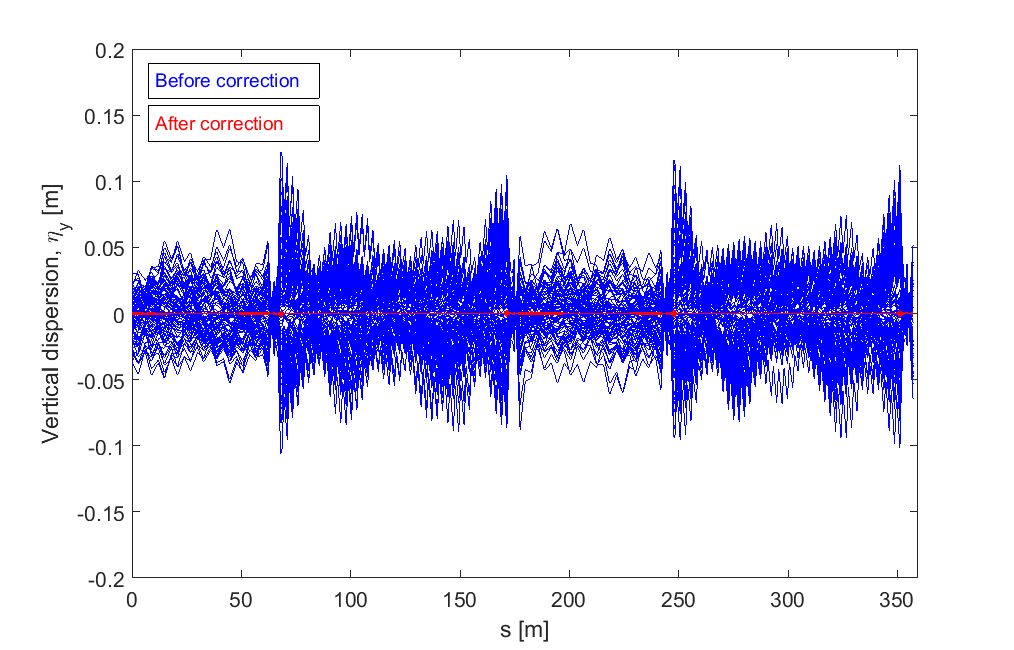 Before correction
After correction
0.2
0.15
0.1
0.05
0
-0.05
-0.1
-0.15
-0.2
Vertical dispersion, η_y [m]
0 50 100 150 200 250 300 350
s [m]